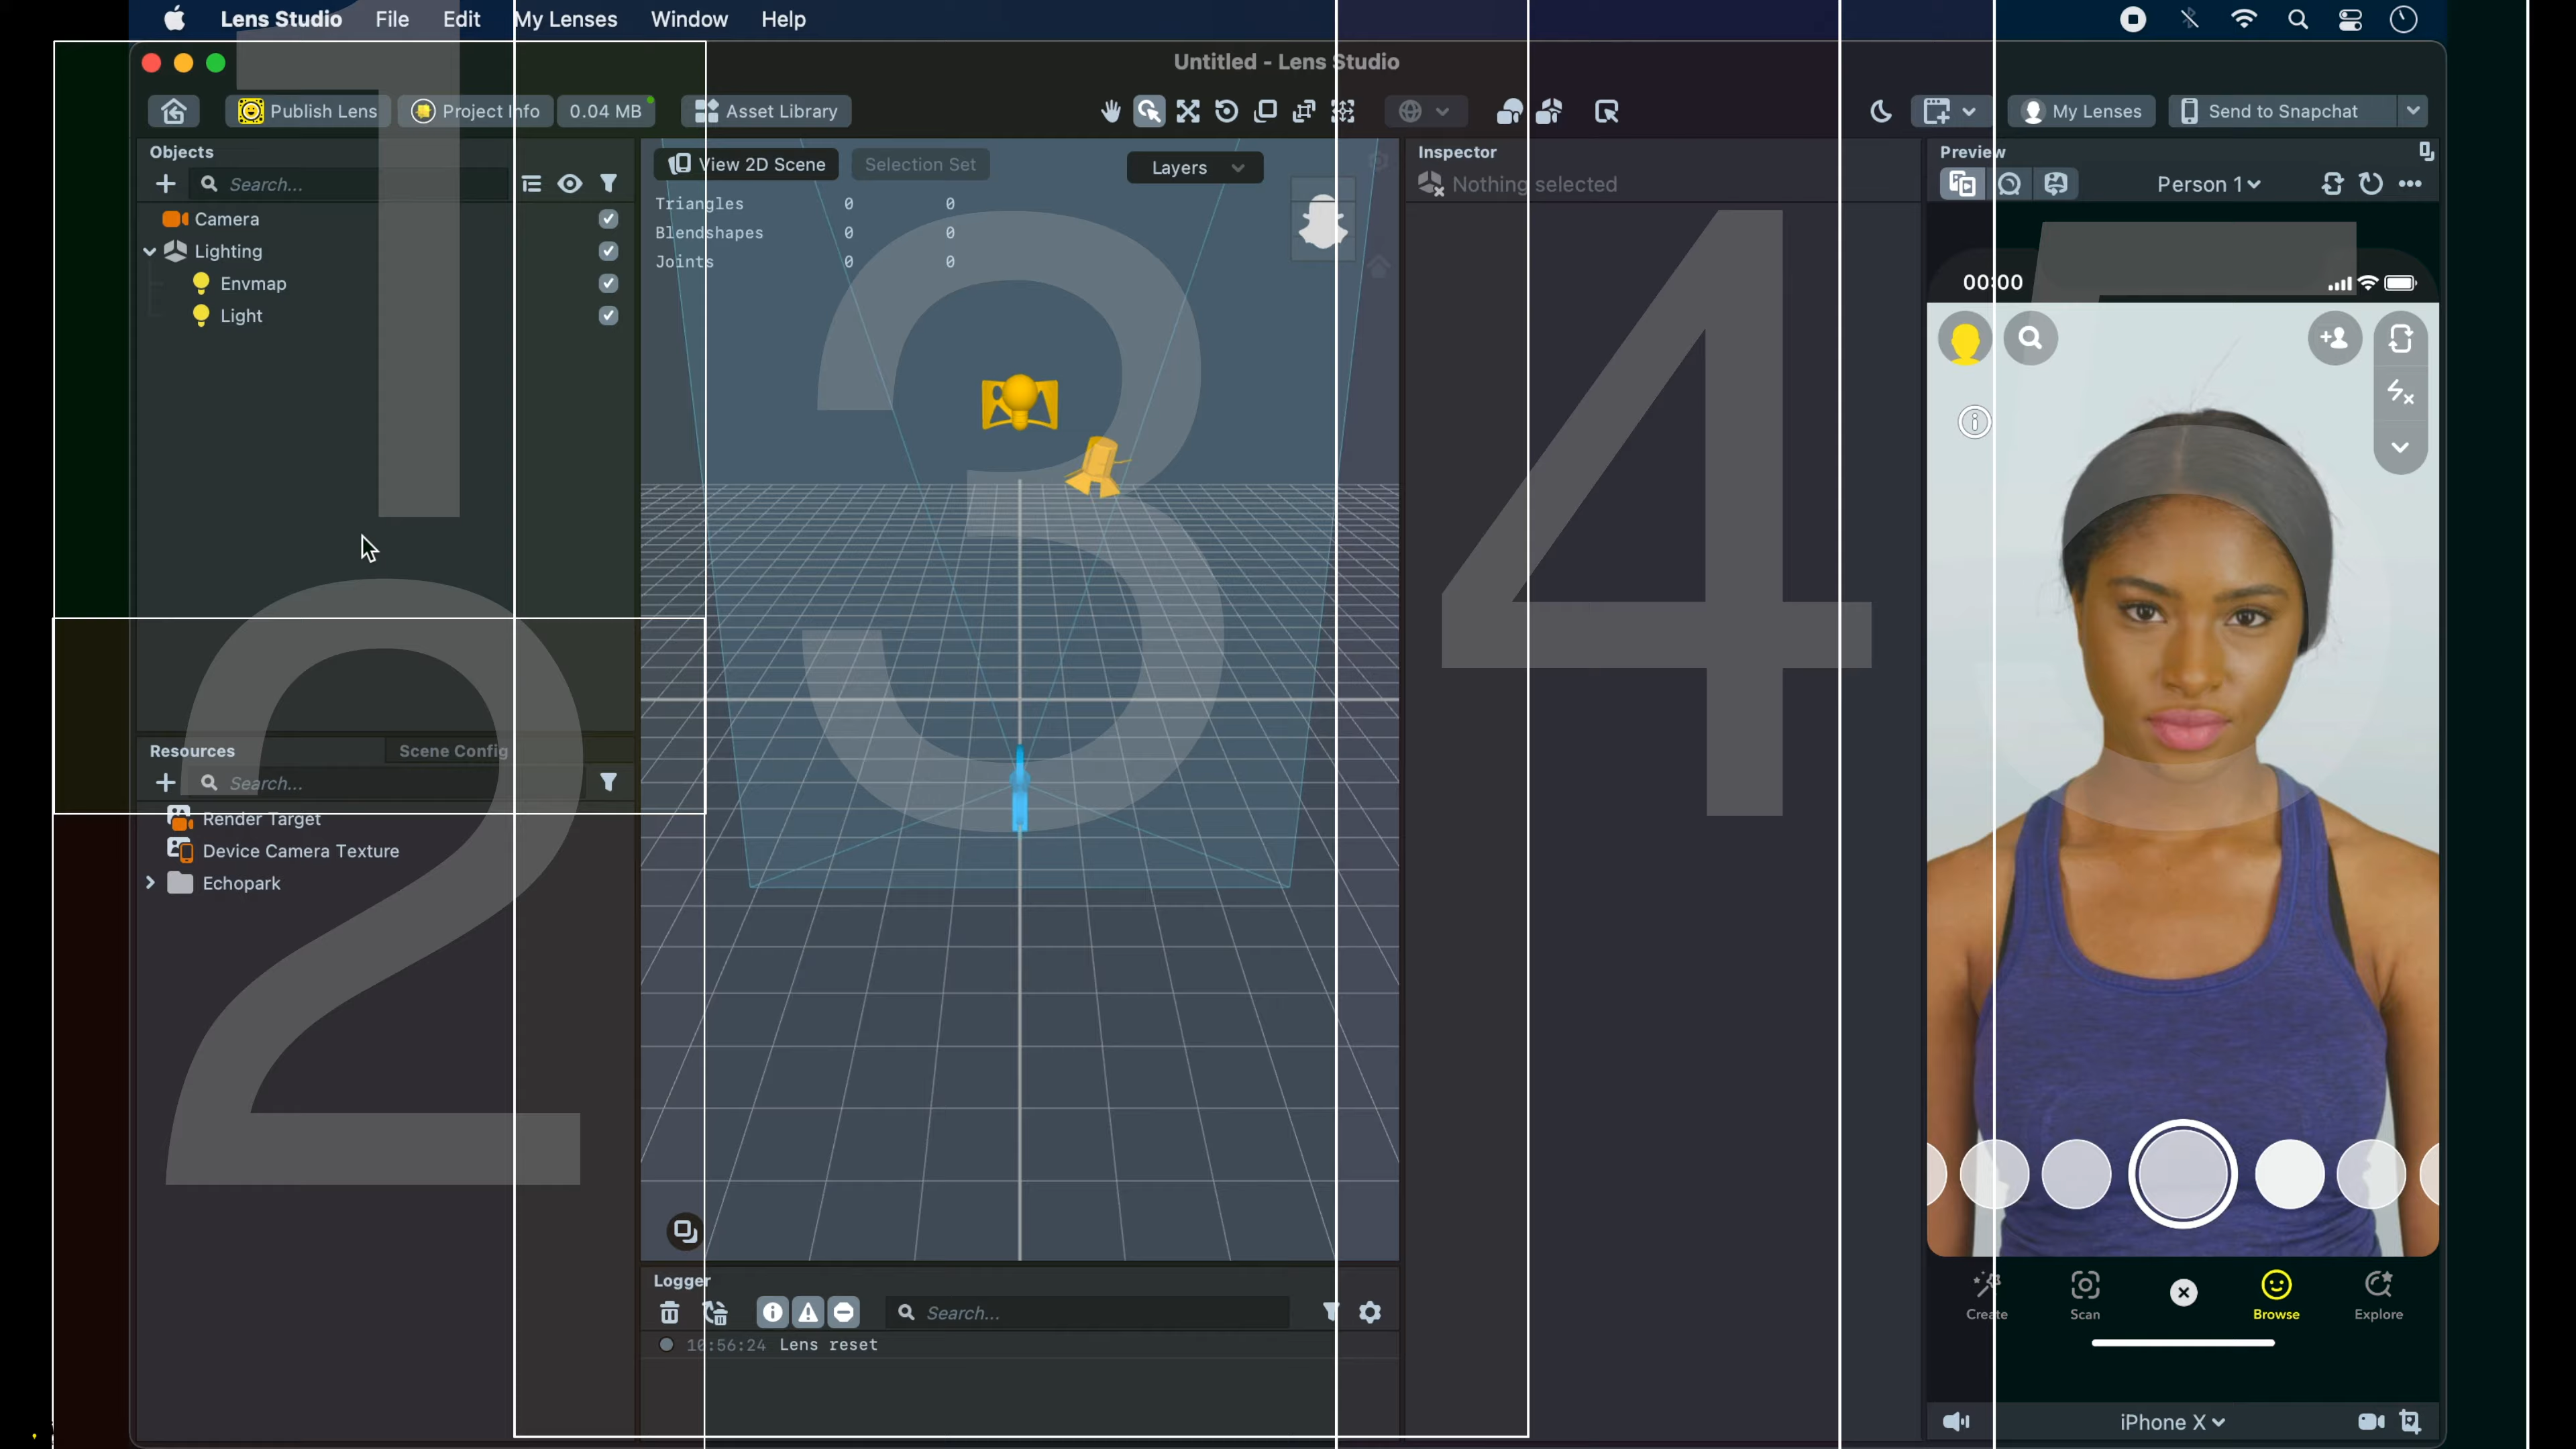 Lens Studio File Edit My Lenses Window Help
Untitled - Lens Studio
Publish Lens Project Info 0.04 MB Asset Library My Lenses Send to Snapchat
Objects
Search...
Camera
Lighting
Envmap
Light
1
Resources Scene Config
Search...
Render Target
Device Camera Texture
Echopark
2
View 2D Scene Selection Set Layers
Triangles 0 0
Blendshapes 0 0
Joints 0 0
3
Logger
Search...
10:56:24 Lens reset
Inspector
Nothing selected
4
Preview
Person 1
00:00
5
Create Scan Browse Explore
iPhone X